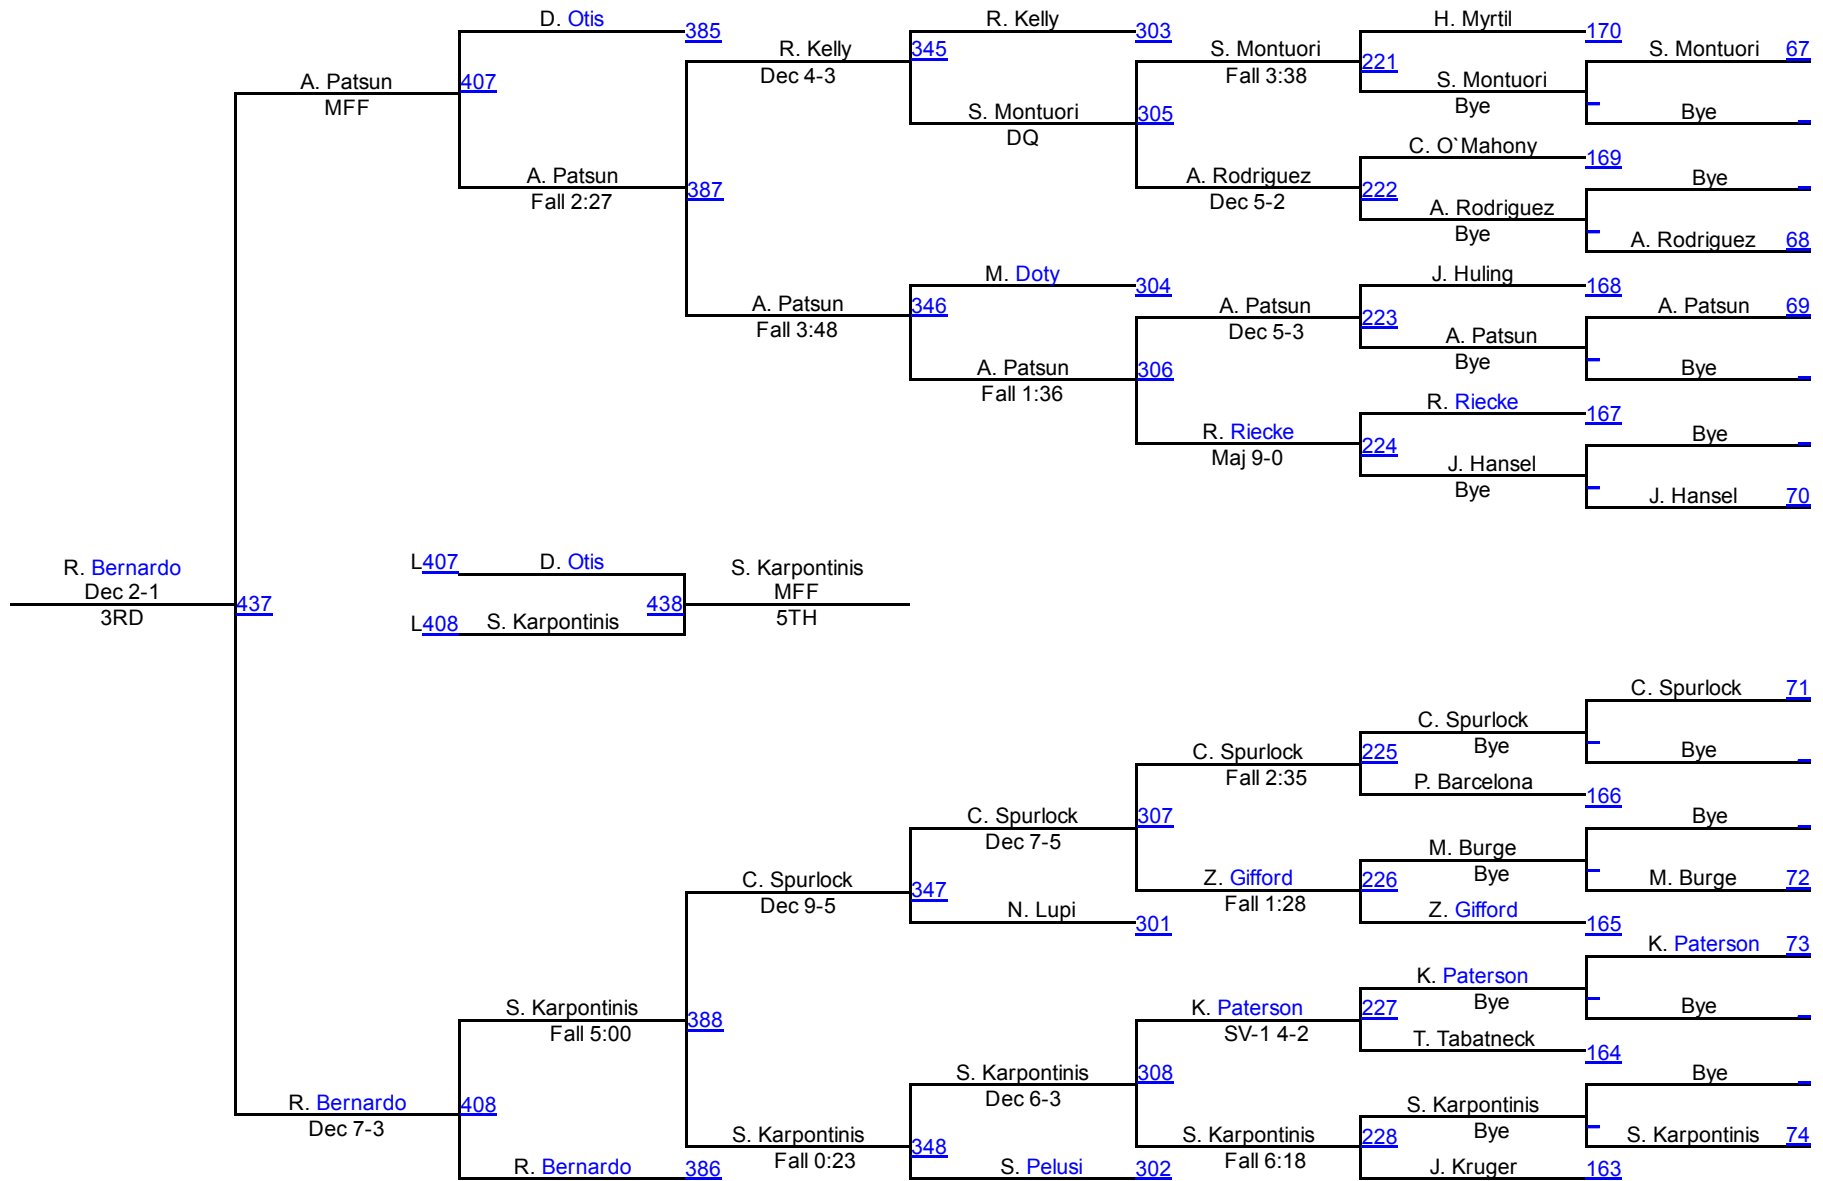 D. Otis
385
R. Kelly
303
H. Myrtil
170
R. Kelly
345
S. Montuori
S. Montuori
67
Dec 4-3
Fall 3:38
221
A. Patsun
407
S. Montuori
MFF
Bye
S. Montuori
305
Bye
DQ
C. O`Mahony
169
A. Patsun
387
A. Rodriguez
222
Bye
Fall 2:27
Dec 5-2
A. Rodriguez
Bye
A. Rodriguez
68
M. Doty
304
J. Huling
168
A. Patsun
346
A. Patsun
223
A. Patsun
69
Fall 3:48
Dec 5-3
A. Patsun
Bye
A. Patsun
306
Bye
Fall 1:36
R. Riecke
167
R. Riecke
224
Bye
Maj 9-0
J. Hansel
Bye
J. Hansel
70
L407
D. Otis
S. Karpontinis
R. Bernardo
Dec 2-1
MFF
437
438
3RD
5TH
L408
S. Karpontinis
C. Spurlock
71
C. Spurlock
C. Spurlock
225
Bye
Bye
Fall 2:35
P. Barcelona
166
C. Spurlock
307
Bye
Dec 7-5
M. Burge
C. Spurlock
347
Z. Gifford
226
Bye
M. Burge
72
Dec 9-5
Fall 1:28
N. Lupi
301
Z. Gifford
165
K. Paterson
73
K. Paterson
S. Karpontinis
388
K. Paterson
227
Bye
Bye
Fall 5:00
SV-1 4-2
T. Tabatneck
164
S. Karpontinis
308
Bye
Dec 6-3
R. Bernardo
408
S. Karpontinis
Dec 7-3
S. Karpontinis
348
S. Karpontinis
228
Bye
S. Karpontinis
74
Fall 0:23
Fall 6:18
R. Bernardo
386
S. Pelusi
302
J. Kruger
163